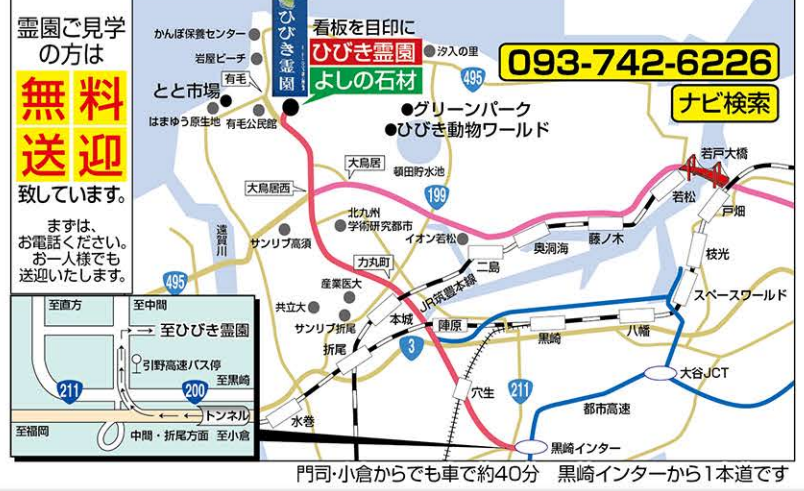 霊園ご見学
の方は
無料
送迎
致しています。
まずは、
お電話ください。
お一人様でも
送迎いたします。
かんぽ保養センター
岩屋ビーチ
有毛
とと市場
はまゆう原生地
有毛公民館
ひびき霊園
看板を目印に
ひびき霊園
よしの石材
汐入の里
495
093-742-6226
ナビ検索
グリーンパーク
ひびき動物ワールド
頓田貯水池
大鳥居
大鳥居西
199
若戸大橋
若松
戸畑
北九州
学術研究都市
イオン若松
サンリブ高須
遠賀川
495
力丸町
二島
奥洞海
藤ノ木
枝光
スペースワールド
JR筑豊本線
産業医大
共立大
サンリブ折尾
本城
陣原
折尾
3
黒崎
八幡
水巻
穴生
211
大谷JCT
都市高速
黒崎インター
至直方
至中間
至ひびき霊園
引野高速バス停
至黒崎
211
200
トンネル
至福岡
中間・折尾方面
至小倉
門司・小倉からでも車で約40分 黒崎インターから1本道です